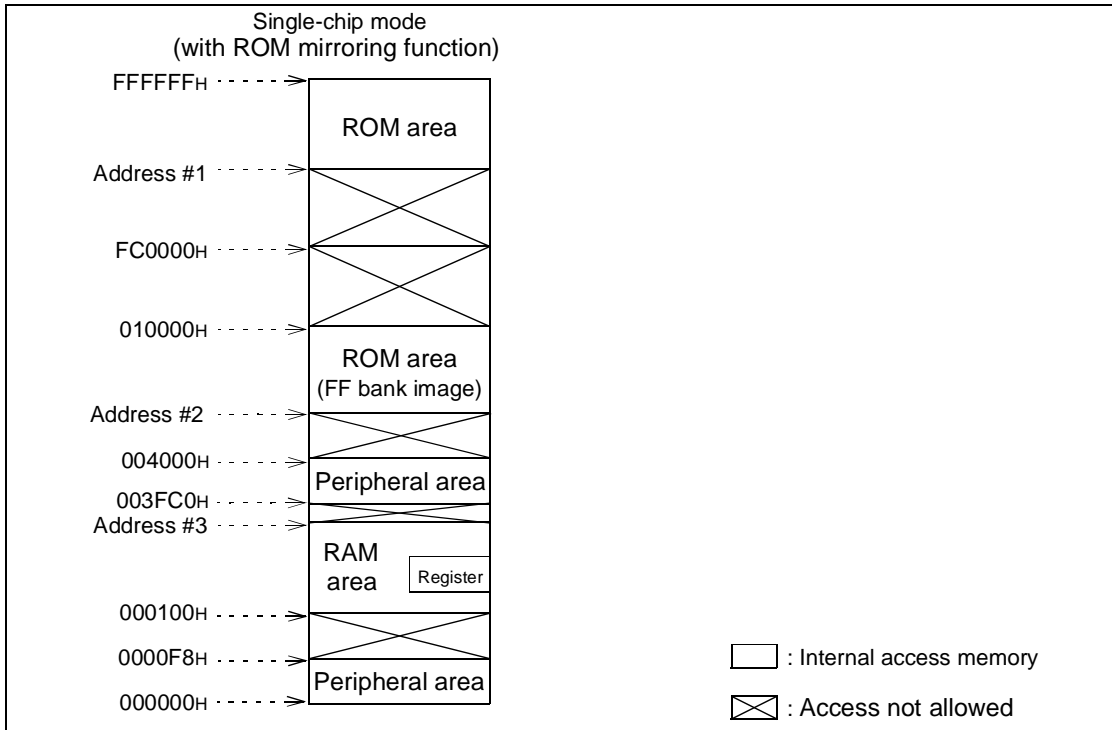 Single-chip mode
(with ROM mirroring function)
FFFFFFH
ROM area
Address #1
FC0000H
010000H
ROM area
(FF bank image)
Address #2
004000H
Peripheral area
003FC0H
Address #3
RAM
area
Register
000100H
0000F8H
Peripheral area
000000H
: Internal access memory
: Access not allowed